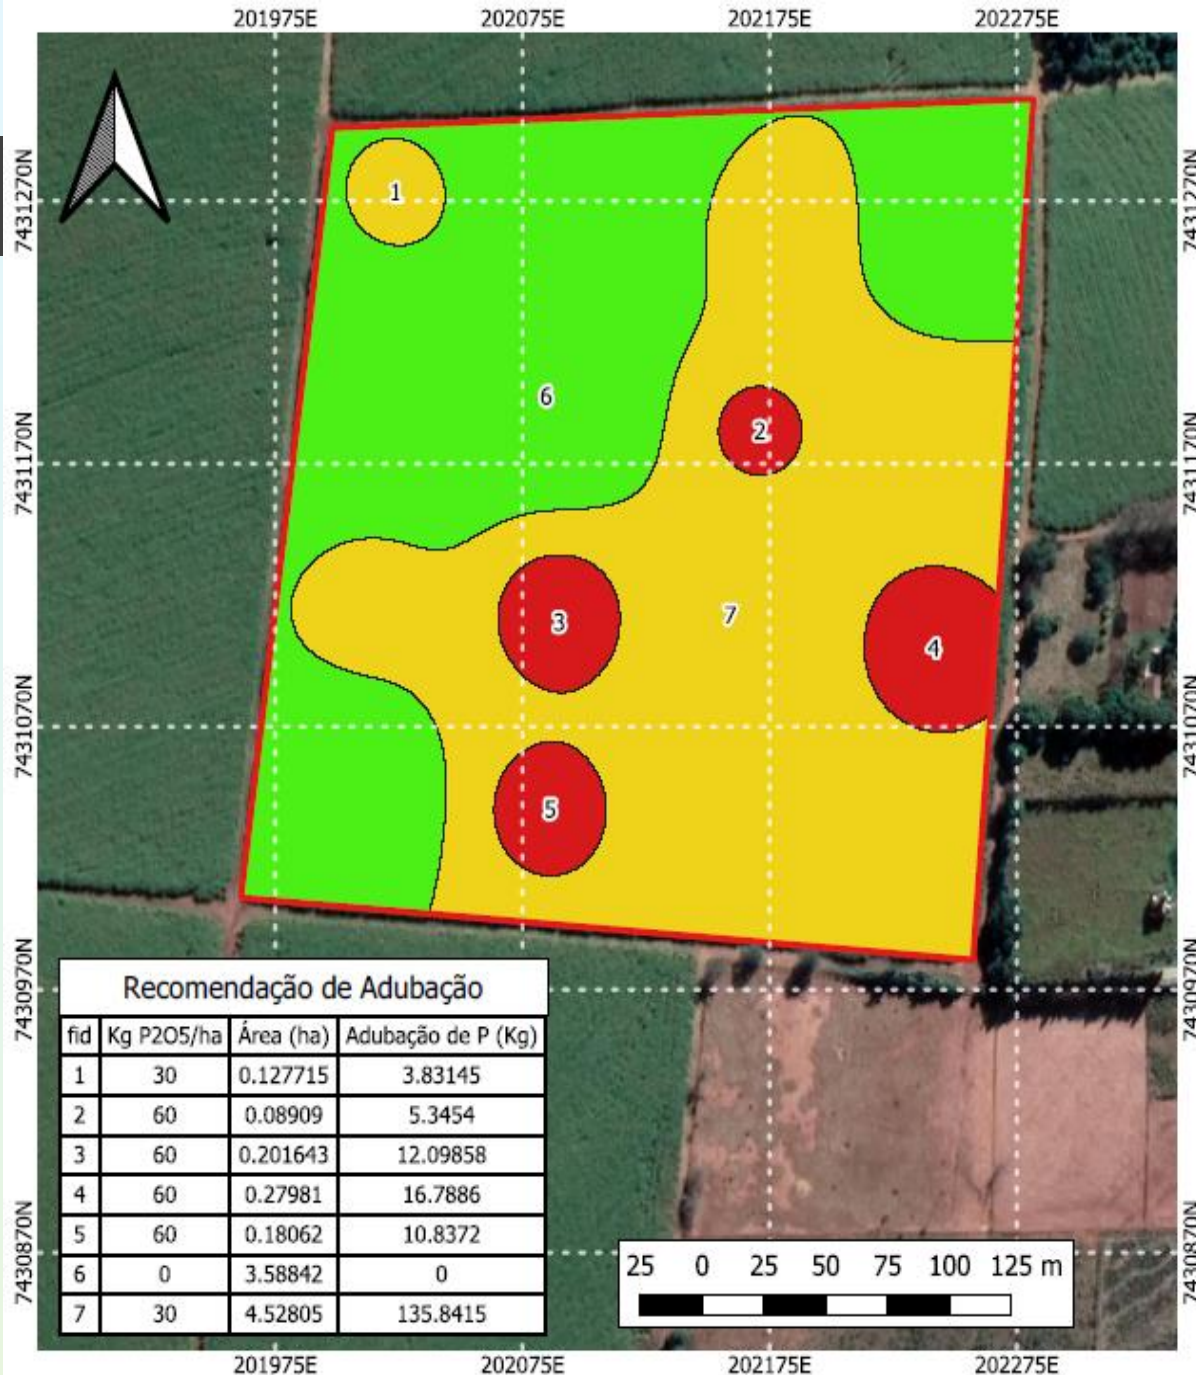 201975E 202075E 202175E 202275E
7431270N 7431270N
1
6
7431170N 7431170N
2
3
7
4
7431070N 7431070N
5
7430970N 7430970N
Recomendação de Adubação
fid Kg P2O5/ha Área (ha) Adubação de P (Kg)
1 30 0.127715 3.83145
2 60 0.08909 5.3454
3 60 0.201643 12.09858
4 60 0.27981 16.7886
5 60 0.18062 10.8372
6 0 3.58842 0
7 30 4.52805 135.8415
7430870N 7430870N
25 0 25 50 75 100 125 m
201975E 202075E 202175E 202275E